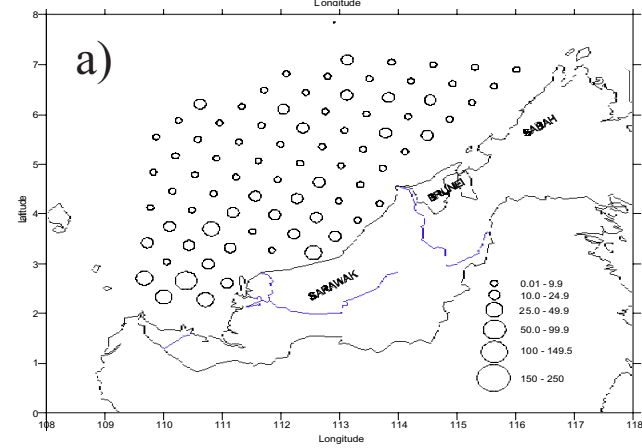 Longitude
8
a)
7
6
5
4
3
2
1
0
latitude
SABAH
BRUNEI
SARAWAK
0.01 - 9.9
10.0 - 24.9
25.0 - 49.9
50.0 - 99.9
100 - 149.5
150 - 250
108 109 110 111 112 113 114 115 116 117 118
Longitude